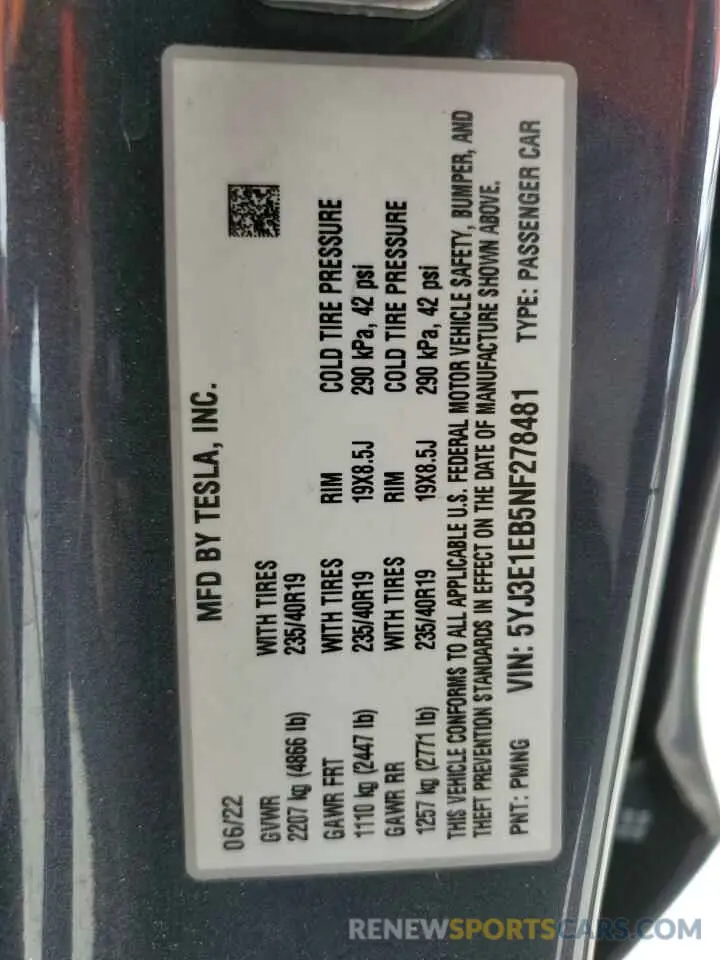 MFD BY TESLA, INC.
06/22
GVWR WITH TIRES
2207 kg (4866 lb) 235/40R19
GAWR FRT WITH TIRES RIM COLD TIRE PRESSURE
1110 kg (2447 lb) 235/40R19 19X8.5J 290 kPa, 42 psi
GAWR RR WITH TIRES RIM COLD TIRE PRESSURE
1257 kg (2771 lb) 235/40R19 19X8.5J 290 kPa, 42 psi
THIS VEHICLE CONFORMS TO ALL APPLICABLE U.S. FEDERAL MOTOR VEHICLE SAFETY, BUMPER, AND
THEFT PREVENTION STANDARDS IN EFFECT ON THE DATE OF MANUFACTURE SHOWN ABOVE.
PNT: PMNG VIN: 5YJ3E1EB5NF278481 TYPE: PASSENGER CAR
RENEWSPORTSCARS.COM